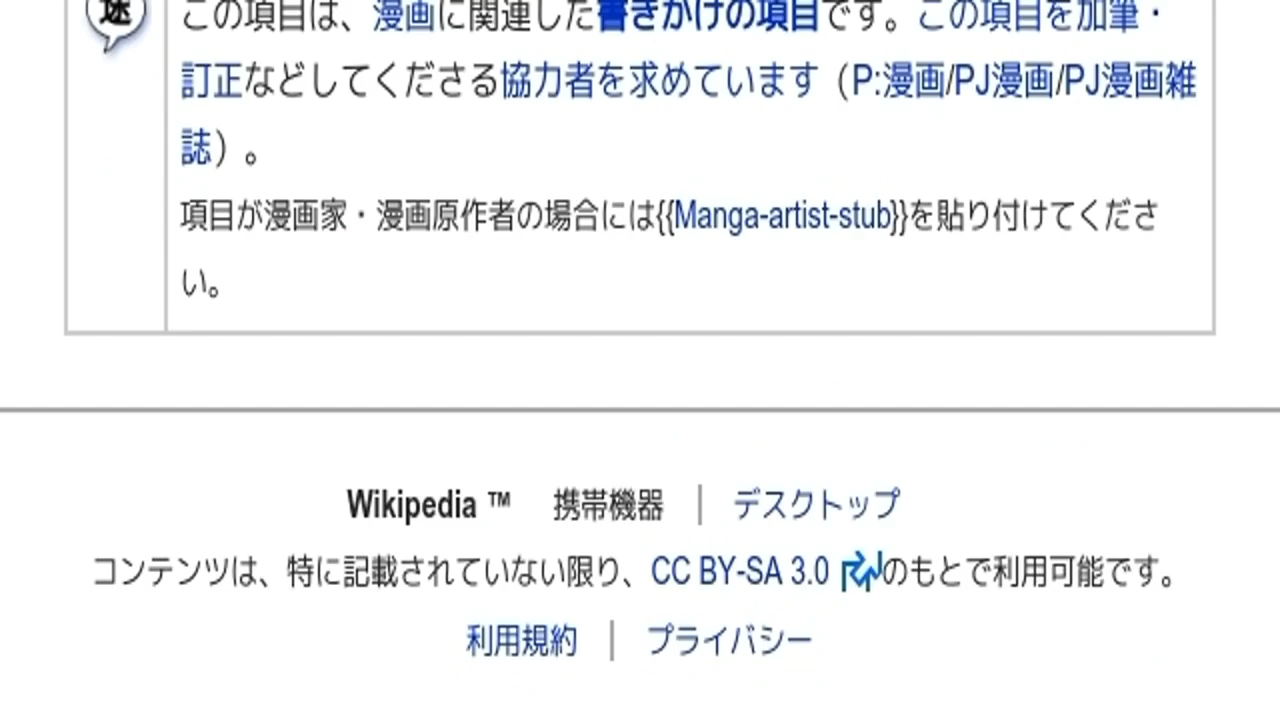 この項目は、漫画に関連した書きかけの項目です。この項目を加筆・
訂正などしてくださる協力者を求めています（P:漫画/PJ漫画/PJ漫画雑
誌）。
項目が漫画家・漫画原作者の場合には{{Manga-artist-stub}}を貼り付けてくださ
い。
Wikipedia ™ 携帯機器 | デスクトップ
コンテンツは、特に記載されていない限り、CC BY-SA 3.0 のもとで利用可能です。
利用規約 | プライバシー